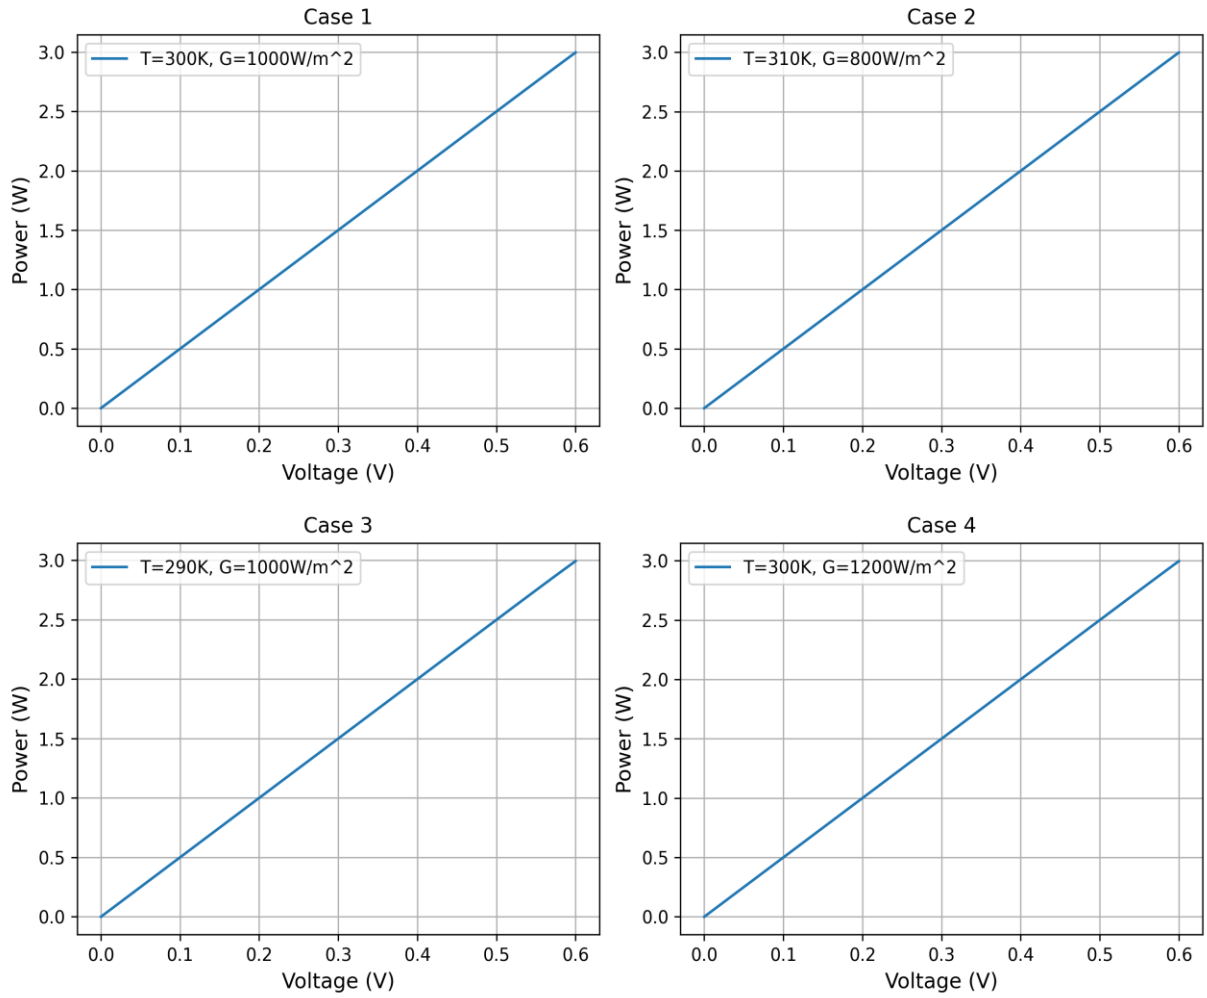 Case 1
T=300K, G=1000W/m^2
3.0
2.5
2.0
1.5
1.0
0.5
0.0
Power (W)
0.0 0.1 0.2 0.3 0.4 0.5 0.6
Voltage (V)
Case 2
T=310K, G=800W/m^2
3.0
2.5
2.0
1.5
1.0
0.5
0.0
Power (W)
0.0 0.1 0.2 0.3 0.4 0.5 0.6
Voltage (V)
Case 3
T=290K, G=1000W/m^2
3.0
2.5
2.0
1.5
1.0
0.5
0.0
Power (W)
0.0 0.1 0.2 0.3 0.4 0.5 0.6
Voltage (V)
Case 4
T=300K, G=1200W/m^2
3.0
2.5
2.0
1.5
1.0
0.5
0.0
Power (W)
0.0 0.1 0.2 0.3 0.4 0.5 0.6
Voltage (V)